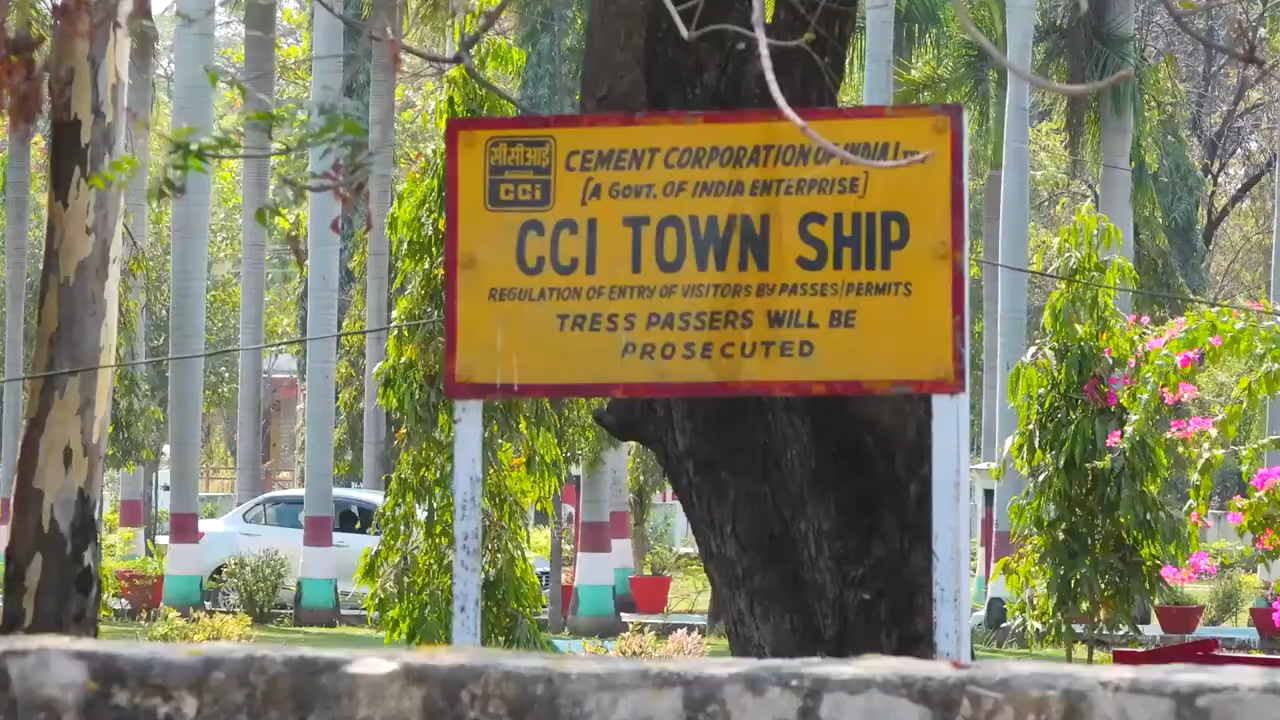 सीसीआई
CCI
CEMENT CORPORATION OF INDIA LTD.
[A GOVT. OF INDIA ENTERPRISE]
CCI TOWN SHIP
REGULATION OF ENTRY OF VISITORS BY PASSES/PERMITS
TRESS PASSERS WILL BE
PROSECUTED